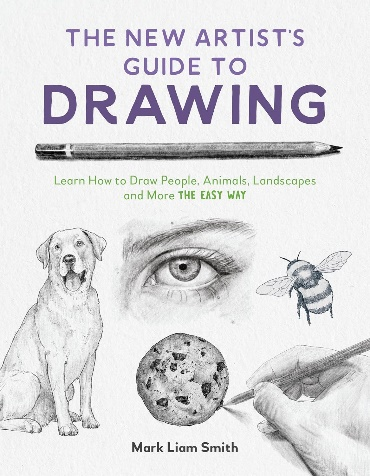 THE NEW ARTIST'S
GUIDE TO
DRAWING
Learn How to Draw People, Animals, Landscapes
and More THE EASY WAY
Mark Liam Smith